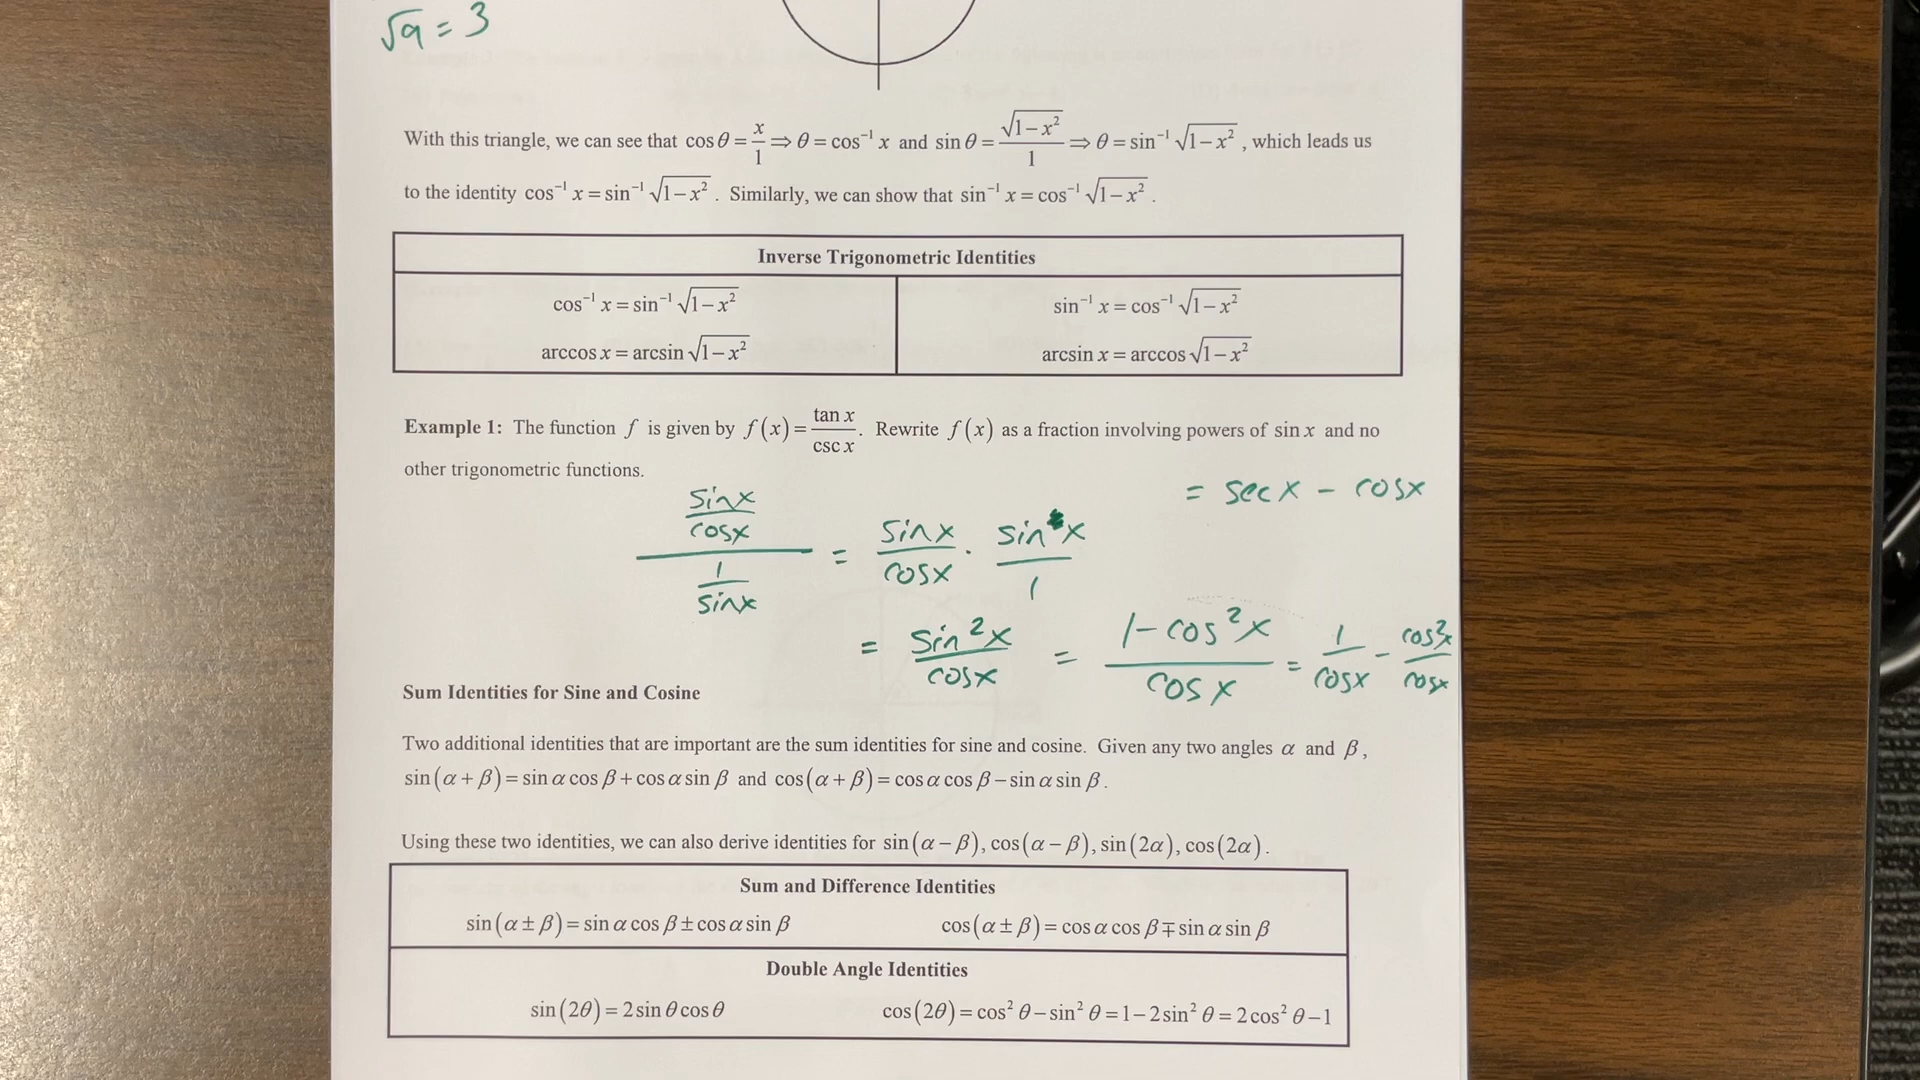 √9 = 3
With this triangle, we can see that cos θ = x/1 ⇒ θ = cos⁻¹ x and sin θ = √(1−x²)/1 ⇒ θ = sin⁻¹ √(1−x²) , which leads us
to the identity cos⁻¹ x = sin⁻¹ √(1−x²) . Similarly, we can show that sin⁻¹ x = cos⁻¹ √(1−x²) .
Inverse Trigonometric Identities
cos⁻¹ x = sin⁻¹ √(1−x²)
sin⁻¹ x = cos⁻¹ √(1−x²)
arccos x = arcsin √(1−x²)
arcsin x = arccos √(1−x²)
Example 1: The function f is given by f(x) = tan x / csc x. Rewrite f(x) as a fraction involving powers of sin x and no
other trigonometric functions.
= sec x − cos x
(sin x / cos x) / (1 / sin x) = sin x / cos x · sin x / 1
= sin² x / cos x = (1 − cos² x) / cos x = 1 / cos x − cos² x / cos x
Sum Identities for Sine and Cosine
Two additional identities that are important are the sum identities for sine and cosine. Given any two angles α and β,
sin(α + β) = sin α cos β + cos α sin β and cos(α + β) = cos α cos β − sin α sin β .
Using these two identities, we can also derive identities for sin(α − β), cos(α − β), sin(2α), cos(2α) .
Sum and Difference Identities
sin(α ± β) = sin α cos β ± cos α sin β
cos(α ± β) = cos α cos β ∓ sin α sin β
Double Angle Identities
sin(2θ) = 2 sin θ cos θ
cos(2θ) = cos² θ − sin² θ = 1 − 2 sin² θ = 2 cos² θ − 1